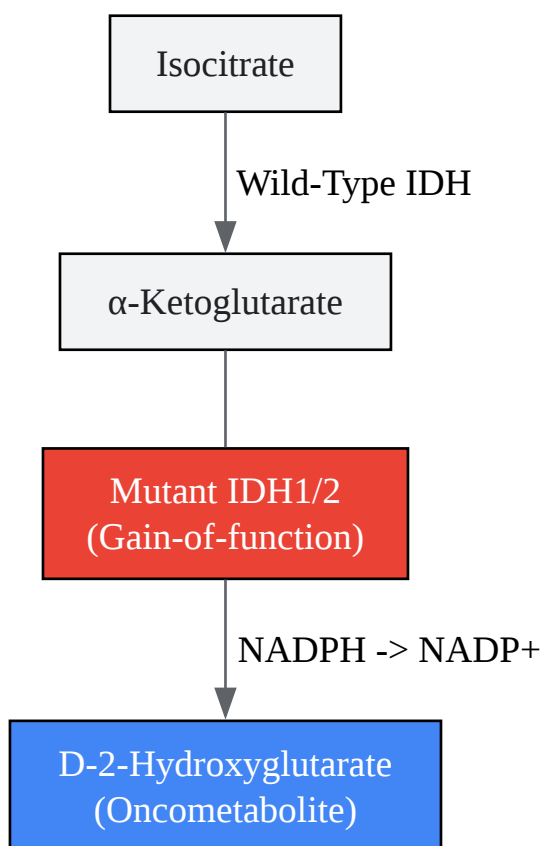 Isocitrate
Wild-Type IDH
α-Ketoglutarate
Mutant IDH1/2
(Gain-of-function)
NADPH -> NADP+
D-2-Hydroxyglutarate
(Oncometabolite)